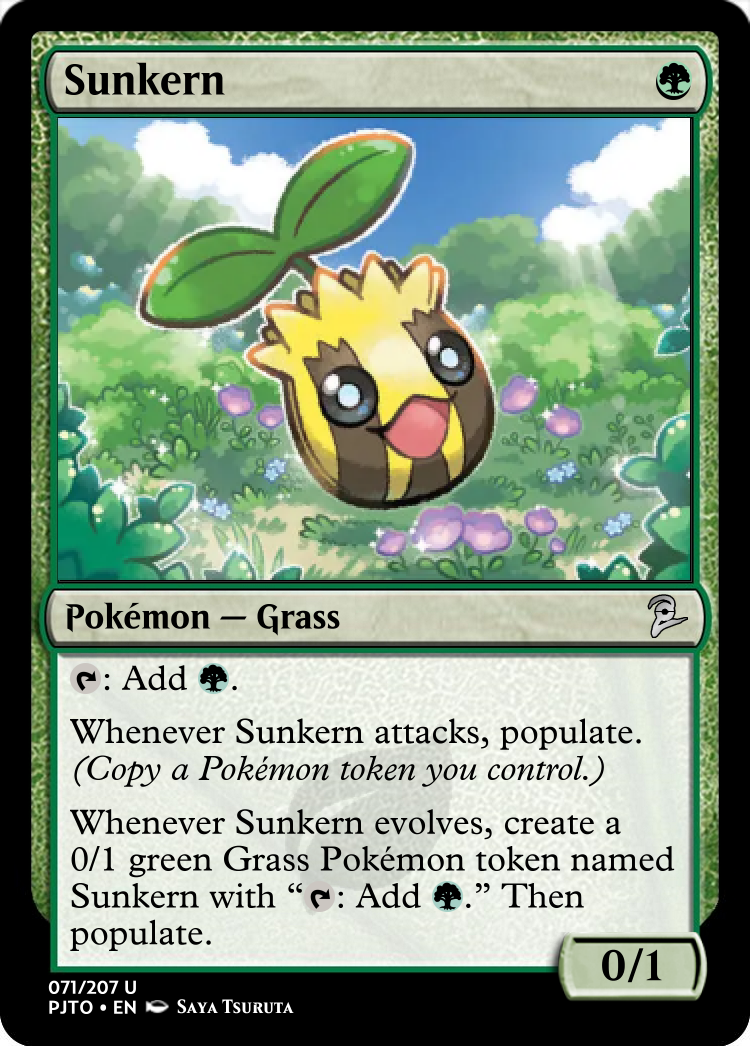 Sunkern
Pokémon — Grass
: Add .
Whenever Sunkern attacks, populate.
(Copy a Pokémon token you control.)
Whenever Sunkern evolves, create a
0/1 green Grass Pokémon token named
Sunkern with “: Add .” Then
populate.
0/1
071/207 U
PJTO • EN Saya Tsuruta